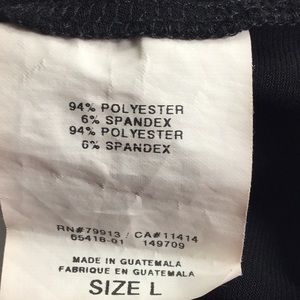 94% POLYESTER
6% SPANDEX
94% POLYESTER
6% SPANDEX
RN#79913 / CA#11414
65418-01 149709
MADE IN GUATEMALA
FABRIQUE EN GUATEMALA
SIZE L